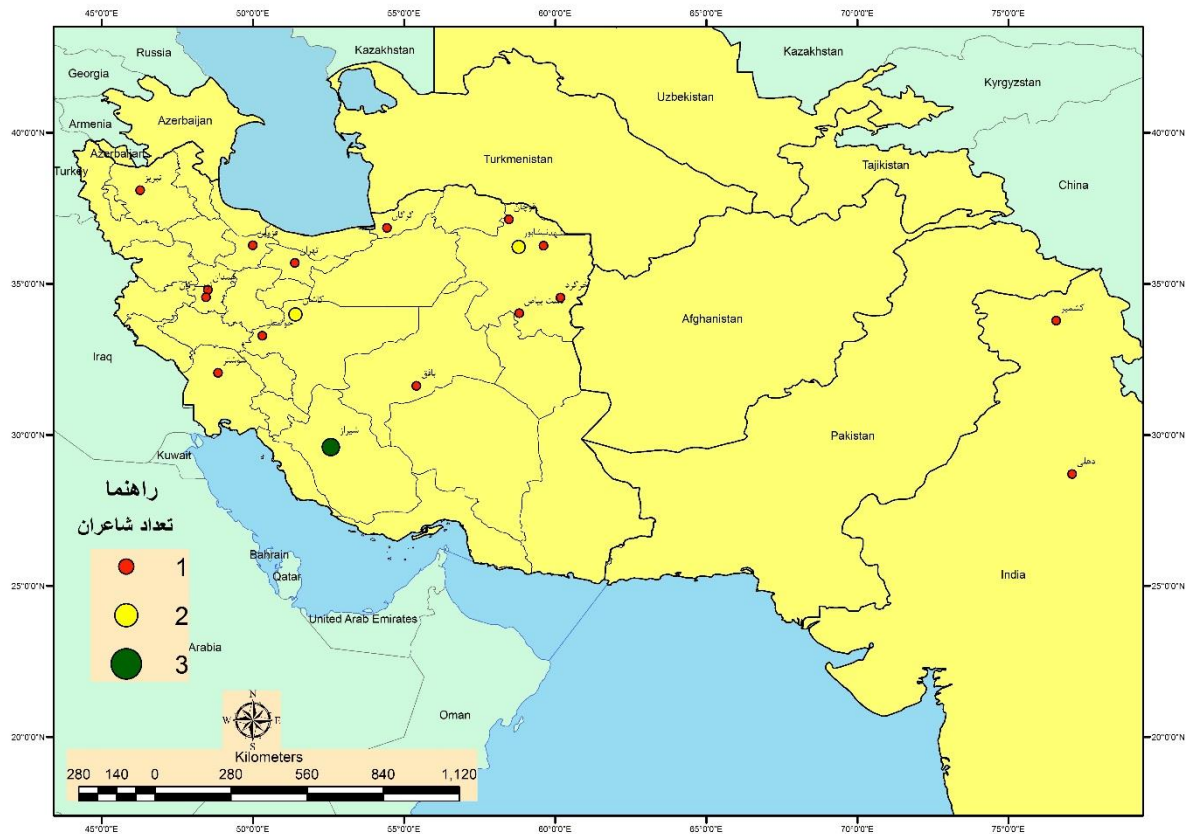 45°0'0"E 50°0'0"E 55°0'0"E 60°0'0"E 65°0'0"E 70°0'0"E 75°0'0"E
Russia
Kazakhstan
Kazakhstan
Georgia
Kyrgyzstan
Uzbekistan
Azerbaijan
Armenia
40°0'0"N 40°0'0"N
Azerbaijan
Turkmenistan
Tajikistan
Turkey
China
تبریز
قوچان
گرگان
قزوین
تهران
35°0'0"N 35°0'0"N
خرگرد
کاشان
کشمیر
Afghanistan
Iraq
شوشتر
بافق
شیراز
Pakistan
30°0'0"N 30°0'0"N
Kuwait
دهلی
راهنما
تعداد شاعران
1
2
3
Bahrain
Qatar
India
25°0'0"N 25°0'0"N
United Arab Emirates
Arabia
Oman
N
W E
S
20°0'0"N 20°0'0"N
Kilometers
280 140 0 280 560 840 1,120
45°0'0"E 50°0'0"E 55°0'0"E 60°0'0"E 65°0'0"E 70°0'0"E 75°0'0"E